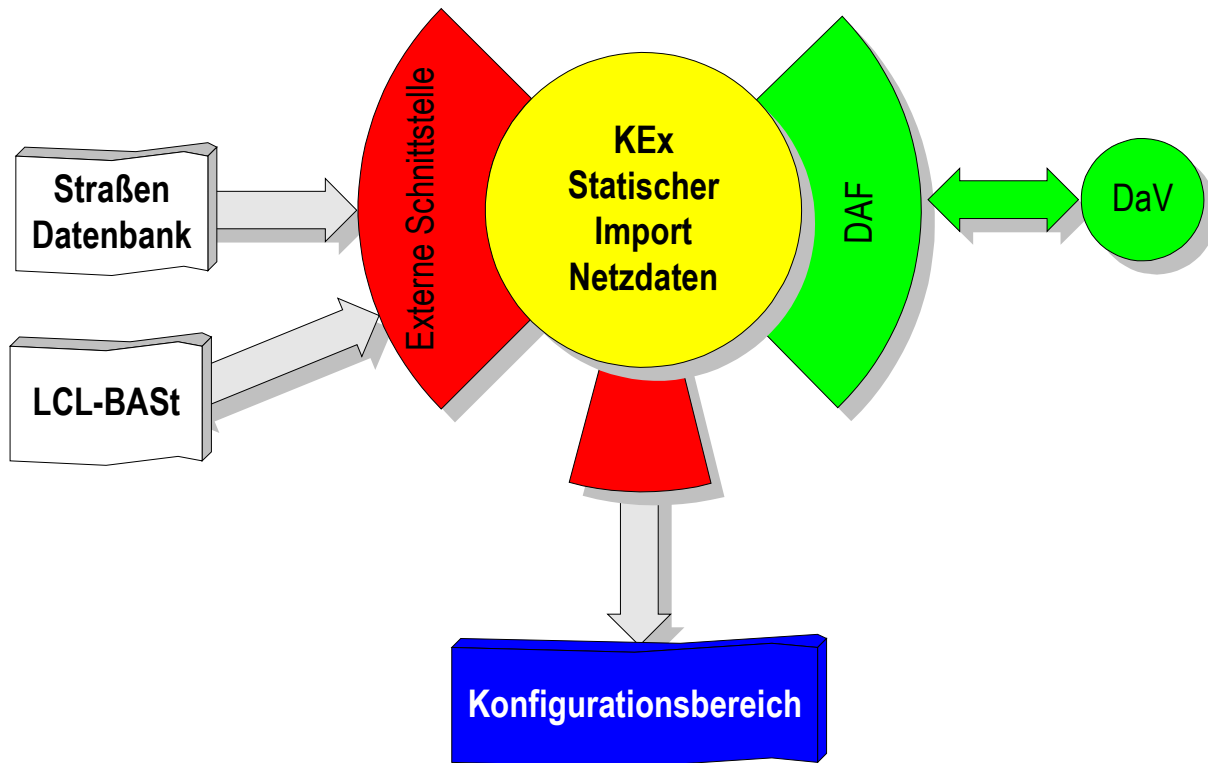 Straßen
Datenbank
LCL-BASt
Externe Schnittstelle
KEx
Statischer
Import
Netzdaten
DAF
DaV
Konfigurationsbereich